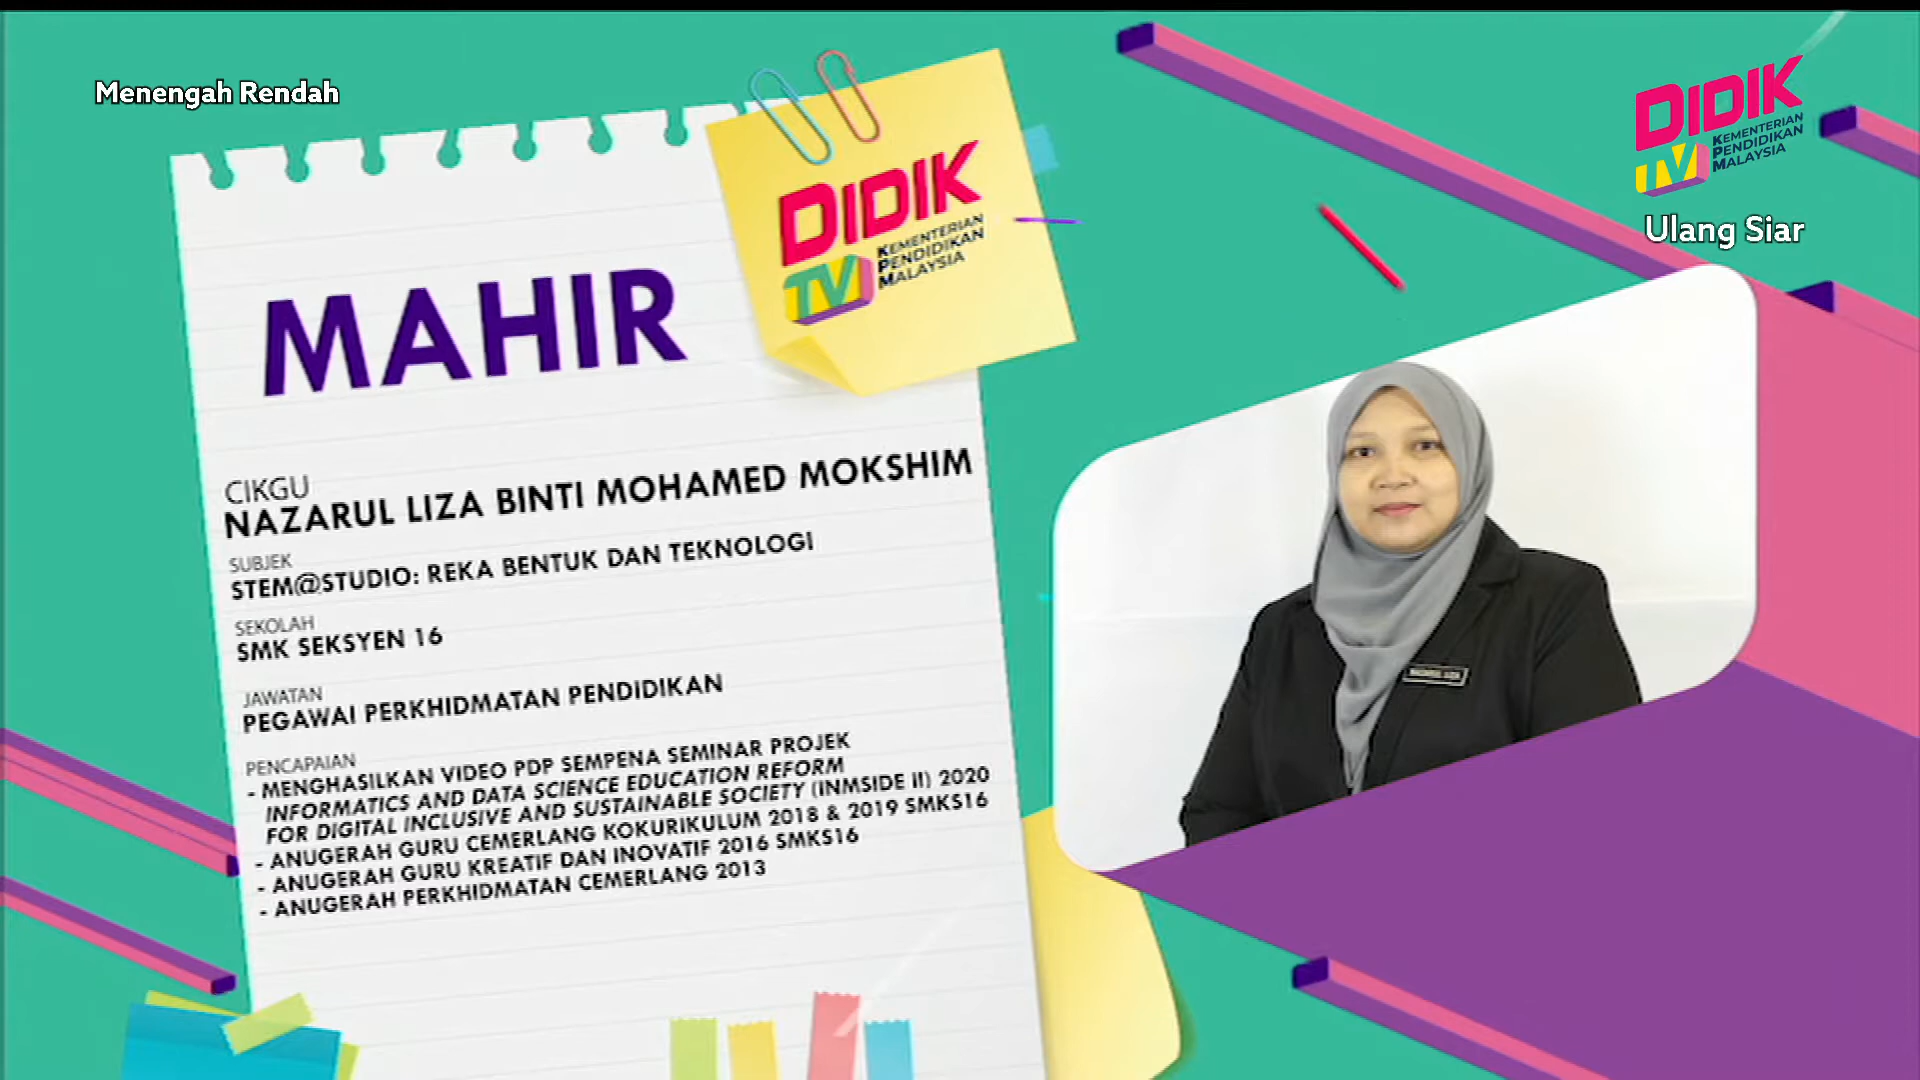 Menengah Rendah
DIDIK
TV
KEMENTERIAN
PENDIDIKAN
MALAYSIA
Ulang Siar
DIDIK
TV
KEMENTERIAN
PENDIDIKAN
MALAYSIA
MAHIR
CIKGU
NAZARUL LIZA BINTI MOHAMED MOKSHIM
SUBJEK
STEM@STUDIO: REKA BENTUK DAN TEKNOLOGI
SEKOLAH
SMK SEKSYEN 16
JAWATAN
PEGAWAI PERKHIDMATAN PENDIDIKAN
PENCAPAIAN
- MENGHASILKAN VIDEO PDP SEMPENA SEMINAR PROJEK
INFORMATICS AND DATA SCIENCE EDUCATION REFORM
FOR DIGITAL INCLUSIVE AND SUSTAINABLE SOCIETY (INMSIDE II) 2020
- ANUGERAH GURU CEMERLANG KOKURIKULUM 2018 & 2019 SMKS16
- ANUGERAH GURU KREATIF DAN INOVATIF 2016 SMKS16
- ANUGERAH PERKHIDMATAN CEMERLANG 2013